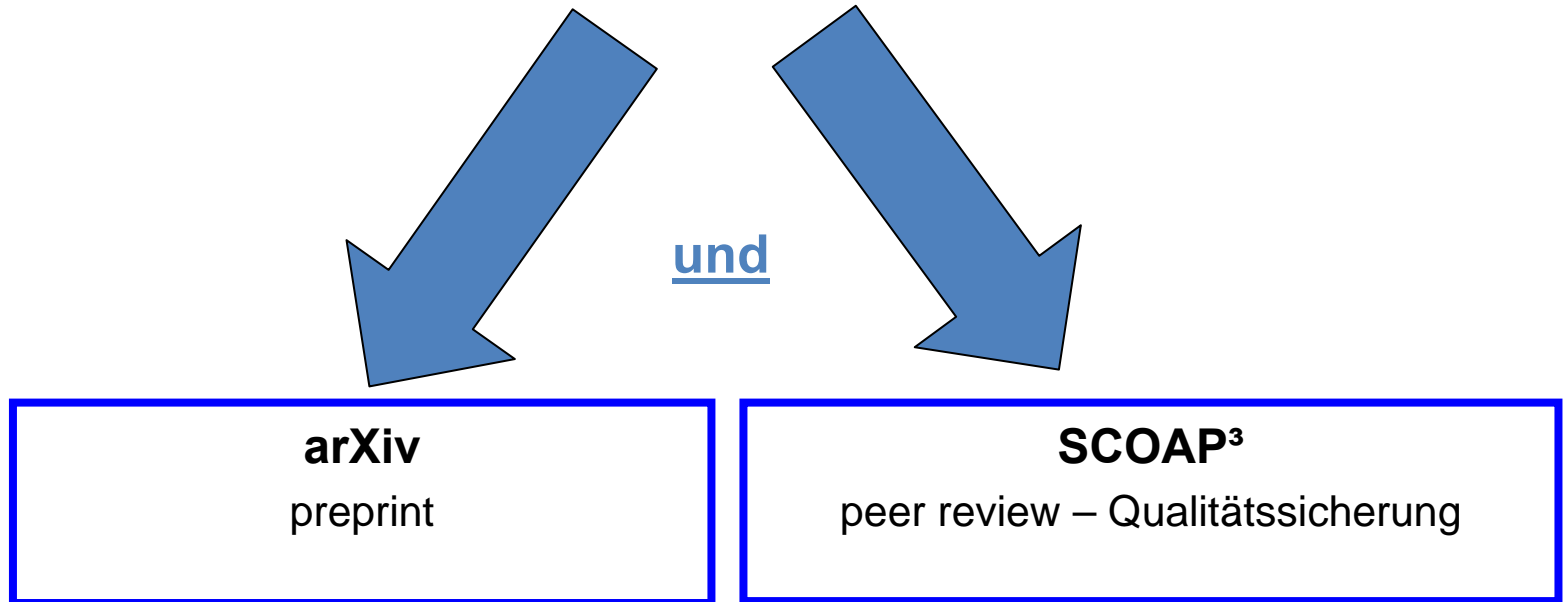 und
arXiv
preprint
SCOAP³
peer review – Qualitätssicherung